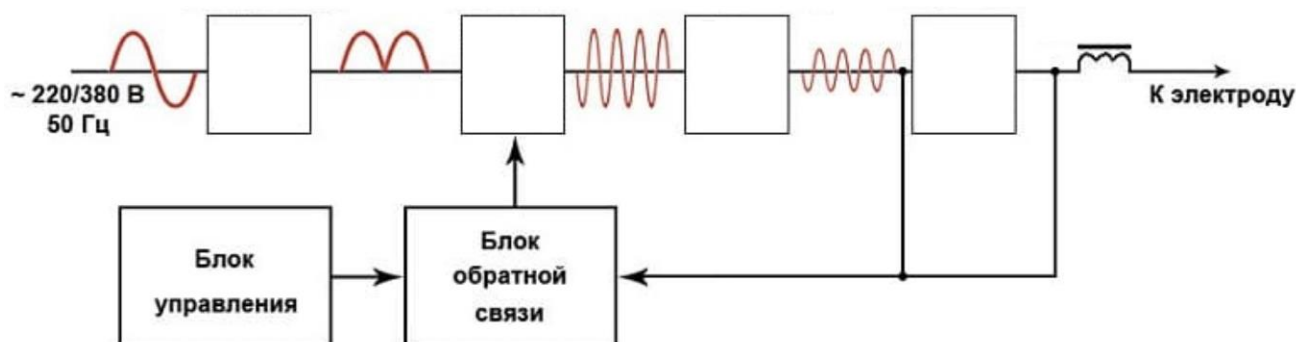 ~ 220/380 В
50 Гц
К электроду
Блок
управления
Блок
обратной
связи